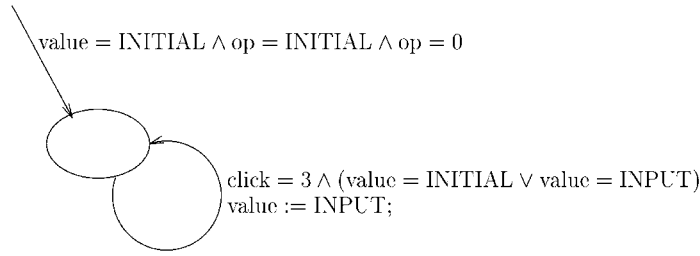 value = INITIAL ∧ op = INITIAL ∧ op = 0
click = 3 ∧ (value = INITIAL ∨ value = INPUT)
value := INPUT;